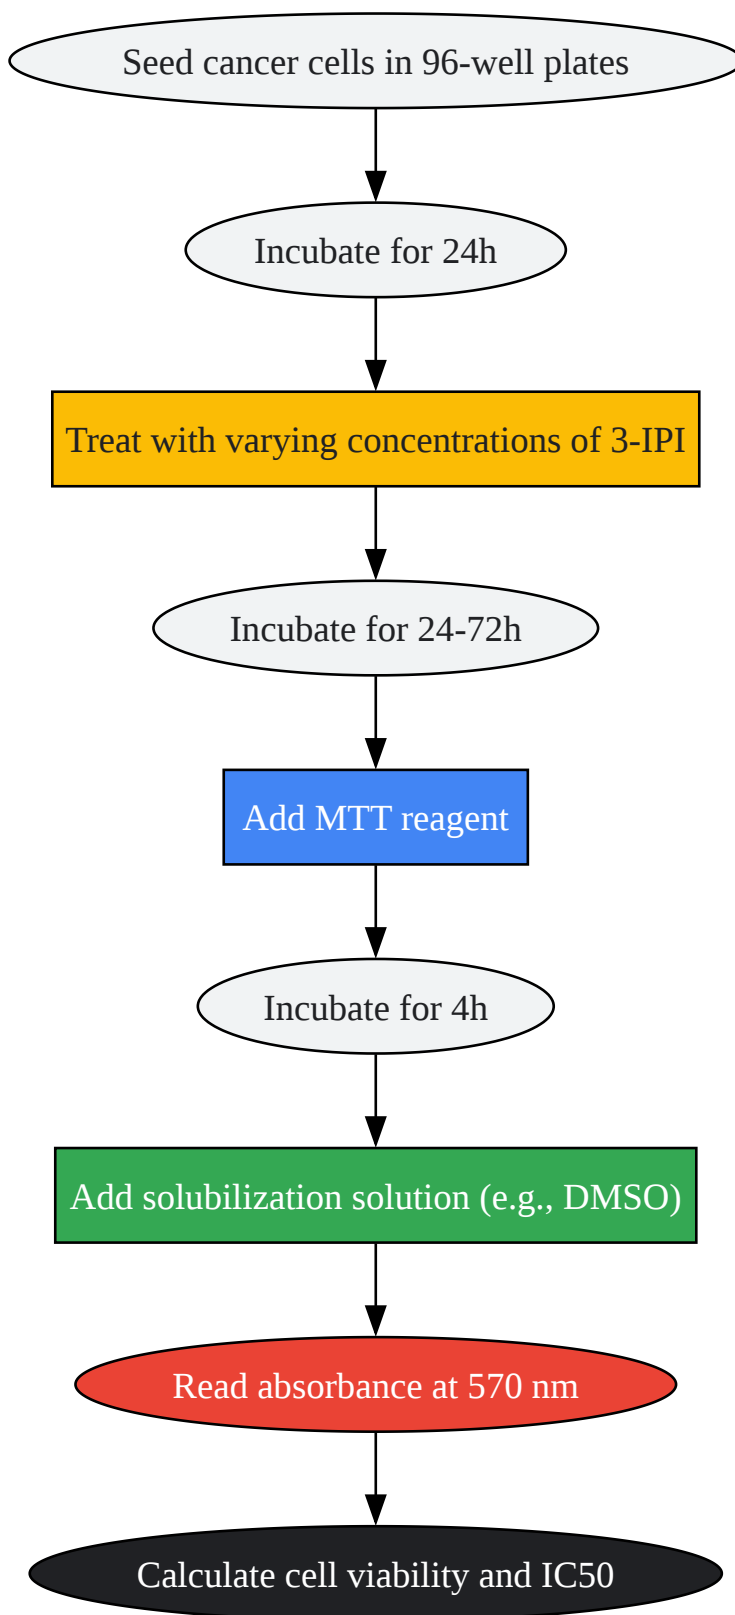 Seed cancer cells in 96-well plates
Incubate for 24h
Treat with varying concentrations of 3-IPI
Incubate for 24-72h
Add MTT reagent
Incubate for 4h
Add solubilization solution (e.g., DMSO)
Read absorbance at 570 nm
Calculate cell viability and IC50